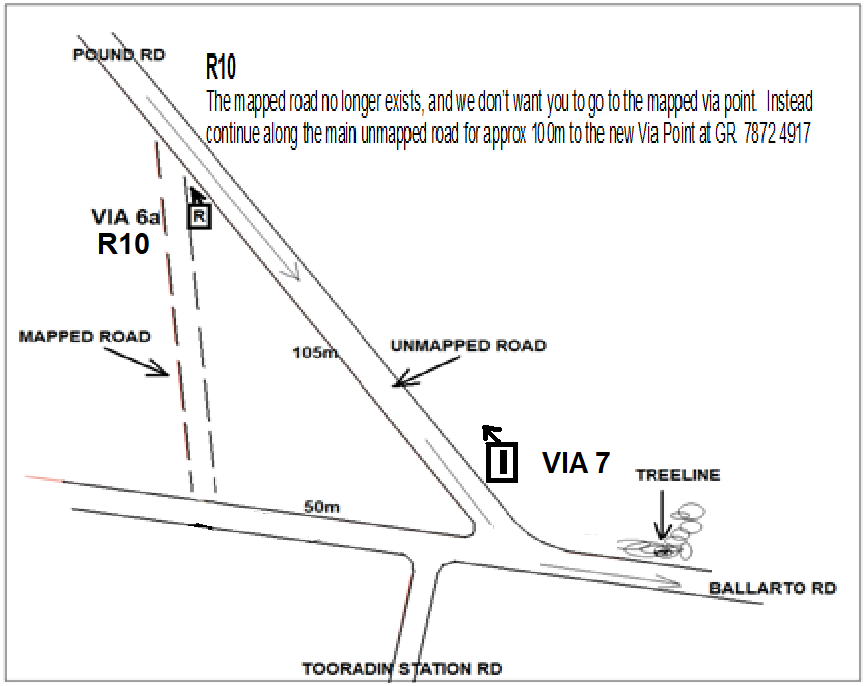 POUND RD
R10
The mapped road no longer exists, and we don't want you to go to the mapped via point. Instead
continue along the main unmapped road for approx 100m to the new Via Point at GR 7872 4917
VIA 6a
R
R10
MAPPED ROAD
105m
UNMAPPED ROAD
I
VIA 7
TREELINE
50m
BALLARTO RD
TOORADIN STATION RD